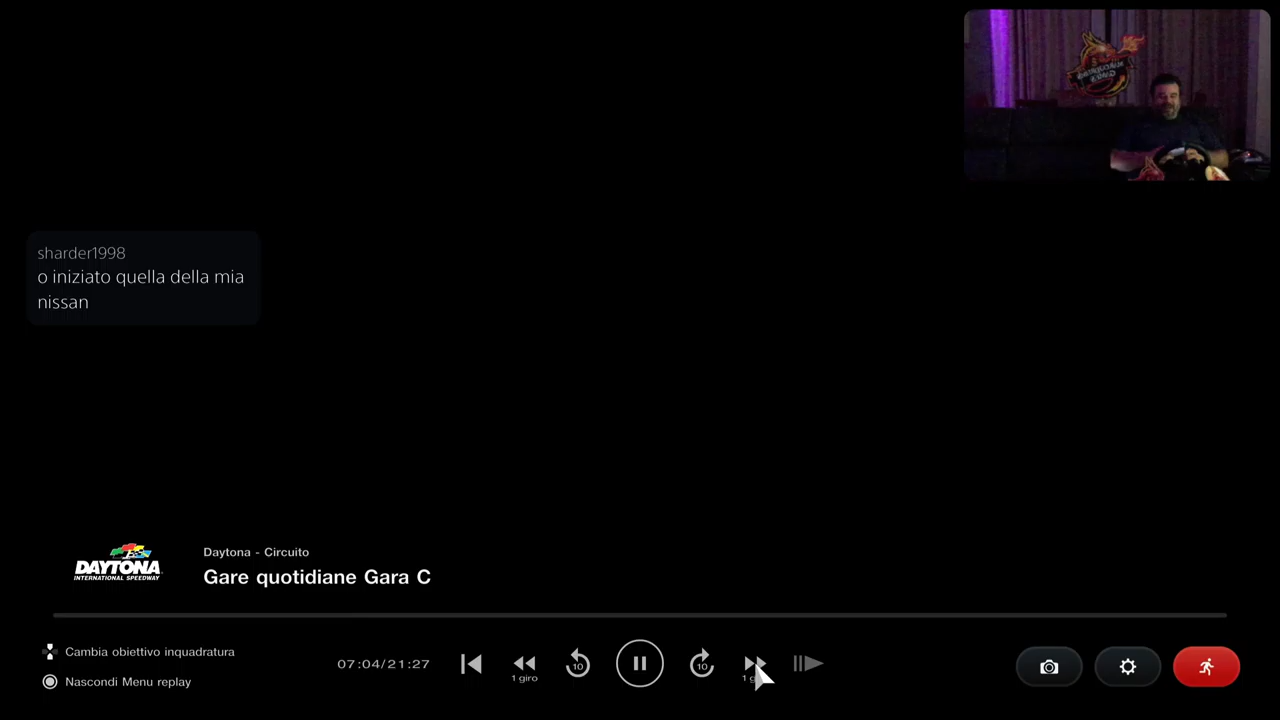 sharder1998
o iniziato quella della mia
nissan
DAYTONA
INTERNATIONAL SPEEDWAY
Daytona - Circuito
Gare quotidiane Gara C
Cambia obiettivo inquadratura
Nascondi Menu replay
07:04/21:27
1 giro
10
10